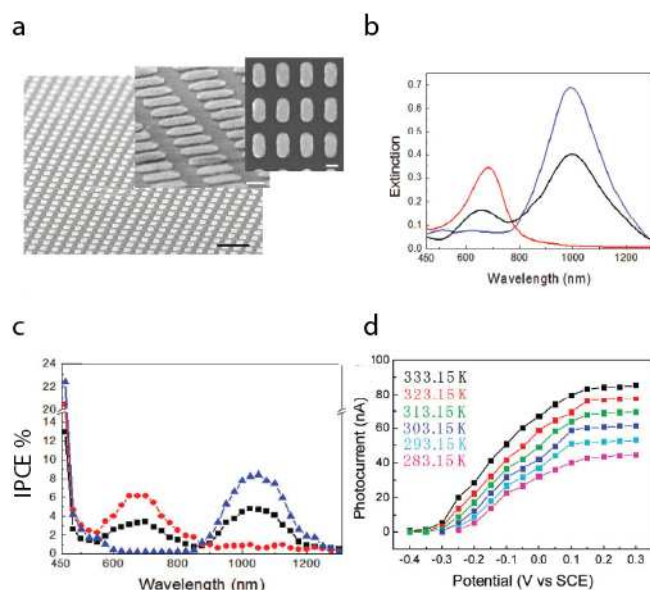 a
b
Extinction
0.7
0.6
0.5
0.4
0.3
0.2
0.1
0.0
450 600 800 1000 1200
Wavelength (nm)
c
IPCE %
24
22
20
18
16
14
12
10
8
6
4
2
0
450 600 800 1000 1200
Wavelength (nm)
d
Photocurrent (nA)
100
80
60
40
20
0
333.15 K
323.15 K
313.15 K
303.15 K
293.15 K
283.15 K
-0.4 -0.3 -0.2 -0.1 0.0 0.1 0.2 0.3
Potential (V vs SCE)